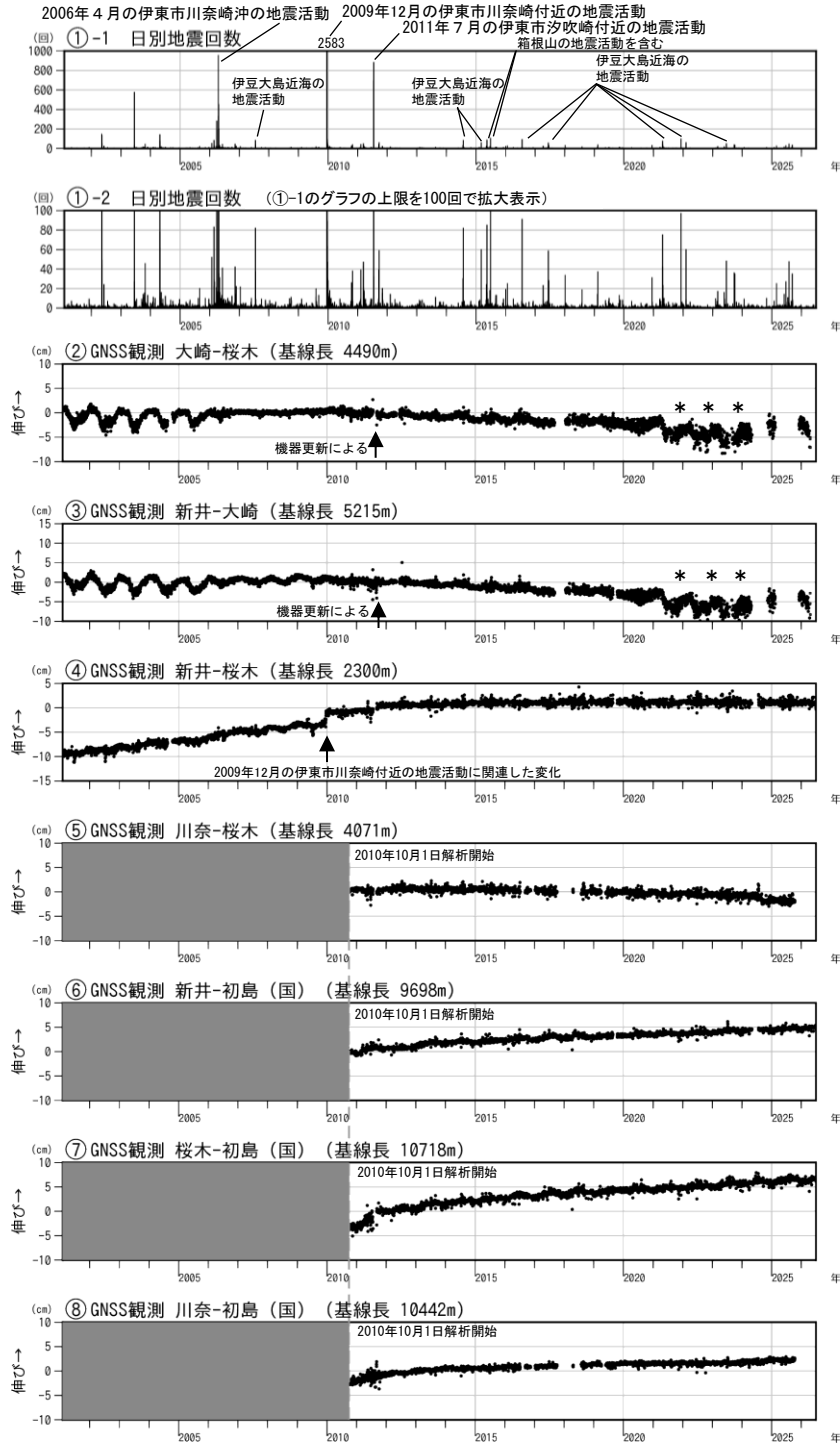 2006年４月の伊東市川奈崎沖の地震活動
2009年12月の伊東市川奈崎付近の地震活動
2011年７月の伊東市汐吹崎付近の地震活動
(回) ①-1 日別地震回数
2583
箱根山の地震活動を含む
伊豆大島近海の
地震活動
伊豆大島近海の
地震活動
伊豆大島近海の
地震活動
1000
800
600
400
200
0
2005 2010 2015 2020 2025 年
(回) ①-2 日別地震回数 （①-1のグラフの上限を100回で拡大表示）
100
80
60
40
20
0
2005 2010 2015 2020 2025 年
(cm) ②GNSS観測 大崎-桜木（基線長 4490m）
10
5
0
-5
-10
伸び→
機器更新による
* * *
2005 2010 2015 2020 2025 年
(cm) ③GNSS観測 新井-大崎（基線長 5215m）
15
10
5
0
-5
-10
伸び→
機器更新による
* * *
2005 2010 2015 2020 2025 年
(cm) ④GNSS観測 新井-桜木（基線長 2300m）
5
0
-5
-10
-15
伸び→
2009年12月の伊東市川奈崎付近の地震活動に関連した変化
2005 2010 2015 2020 2025 年
(cm) ⑤GNSS観測 川奈-桜木（基線長 4071m）
10
5
0
-5
-10
伸び→
2010年10月1日解析開始
2005 2010 2015 2020 2025 年
(cm) ⑥GNSS観測 新井-初島（国）（基線長 9698m）
10
5
0
-5
-10
伸び→
2010年10月1日解析開始
2005 2010 2015 2020 2025 年
(cm) ⑦GNSS観測 桜木-初島（国）（基線長 10718m）
10
5
0
-5
-10
伸び→
2010年10月1日解析開始
2005 2010 2015 2020 2025 年
(cm) ⑧GNSS観測 川奈-初島（国）（基線長 10442m）
10
5
0
-5
-10
伸び→
2010年10月1日解析開始
2005 2010 2015 2020 2025 年